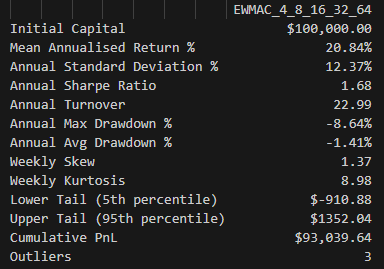 EWMAC_4_8_16_32_64
Initial Capital $100,000.00
Mean Annualised Return % 20.84%
Annual Standard Deviation % 12.37%
Annual Sharpe Ratio 1.68
Annual Turnover 22.99
Annual Max Drawdown % -8.64%
Annual Avg Drawdown % -1.41%
Weekly Skew 1.37
Weekly Kurtosis 8.98
Lower Tail (5th percentile) $-910.88
Upper Tail (95th percentile) $1352.04
Cumulative PnL $93,039.64
Outliers 3